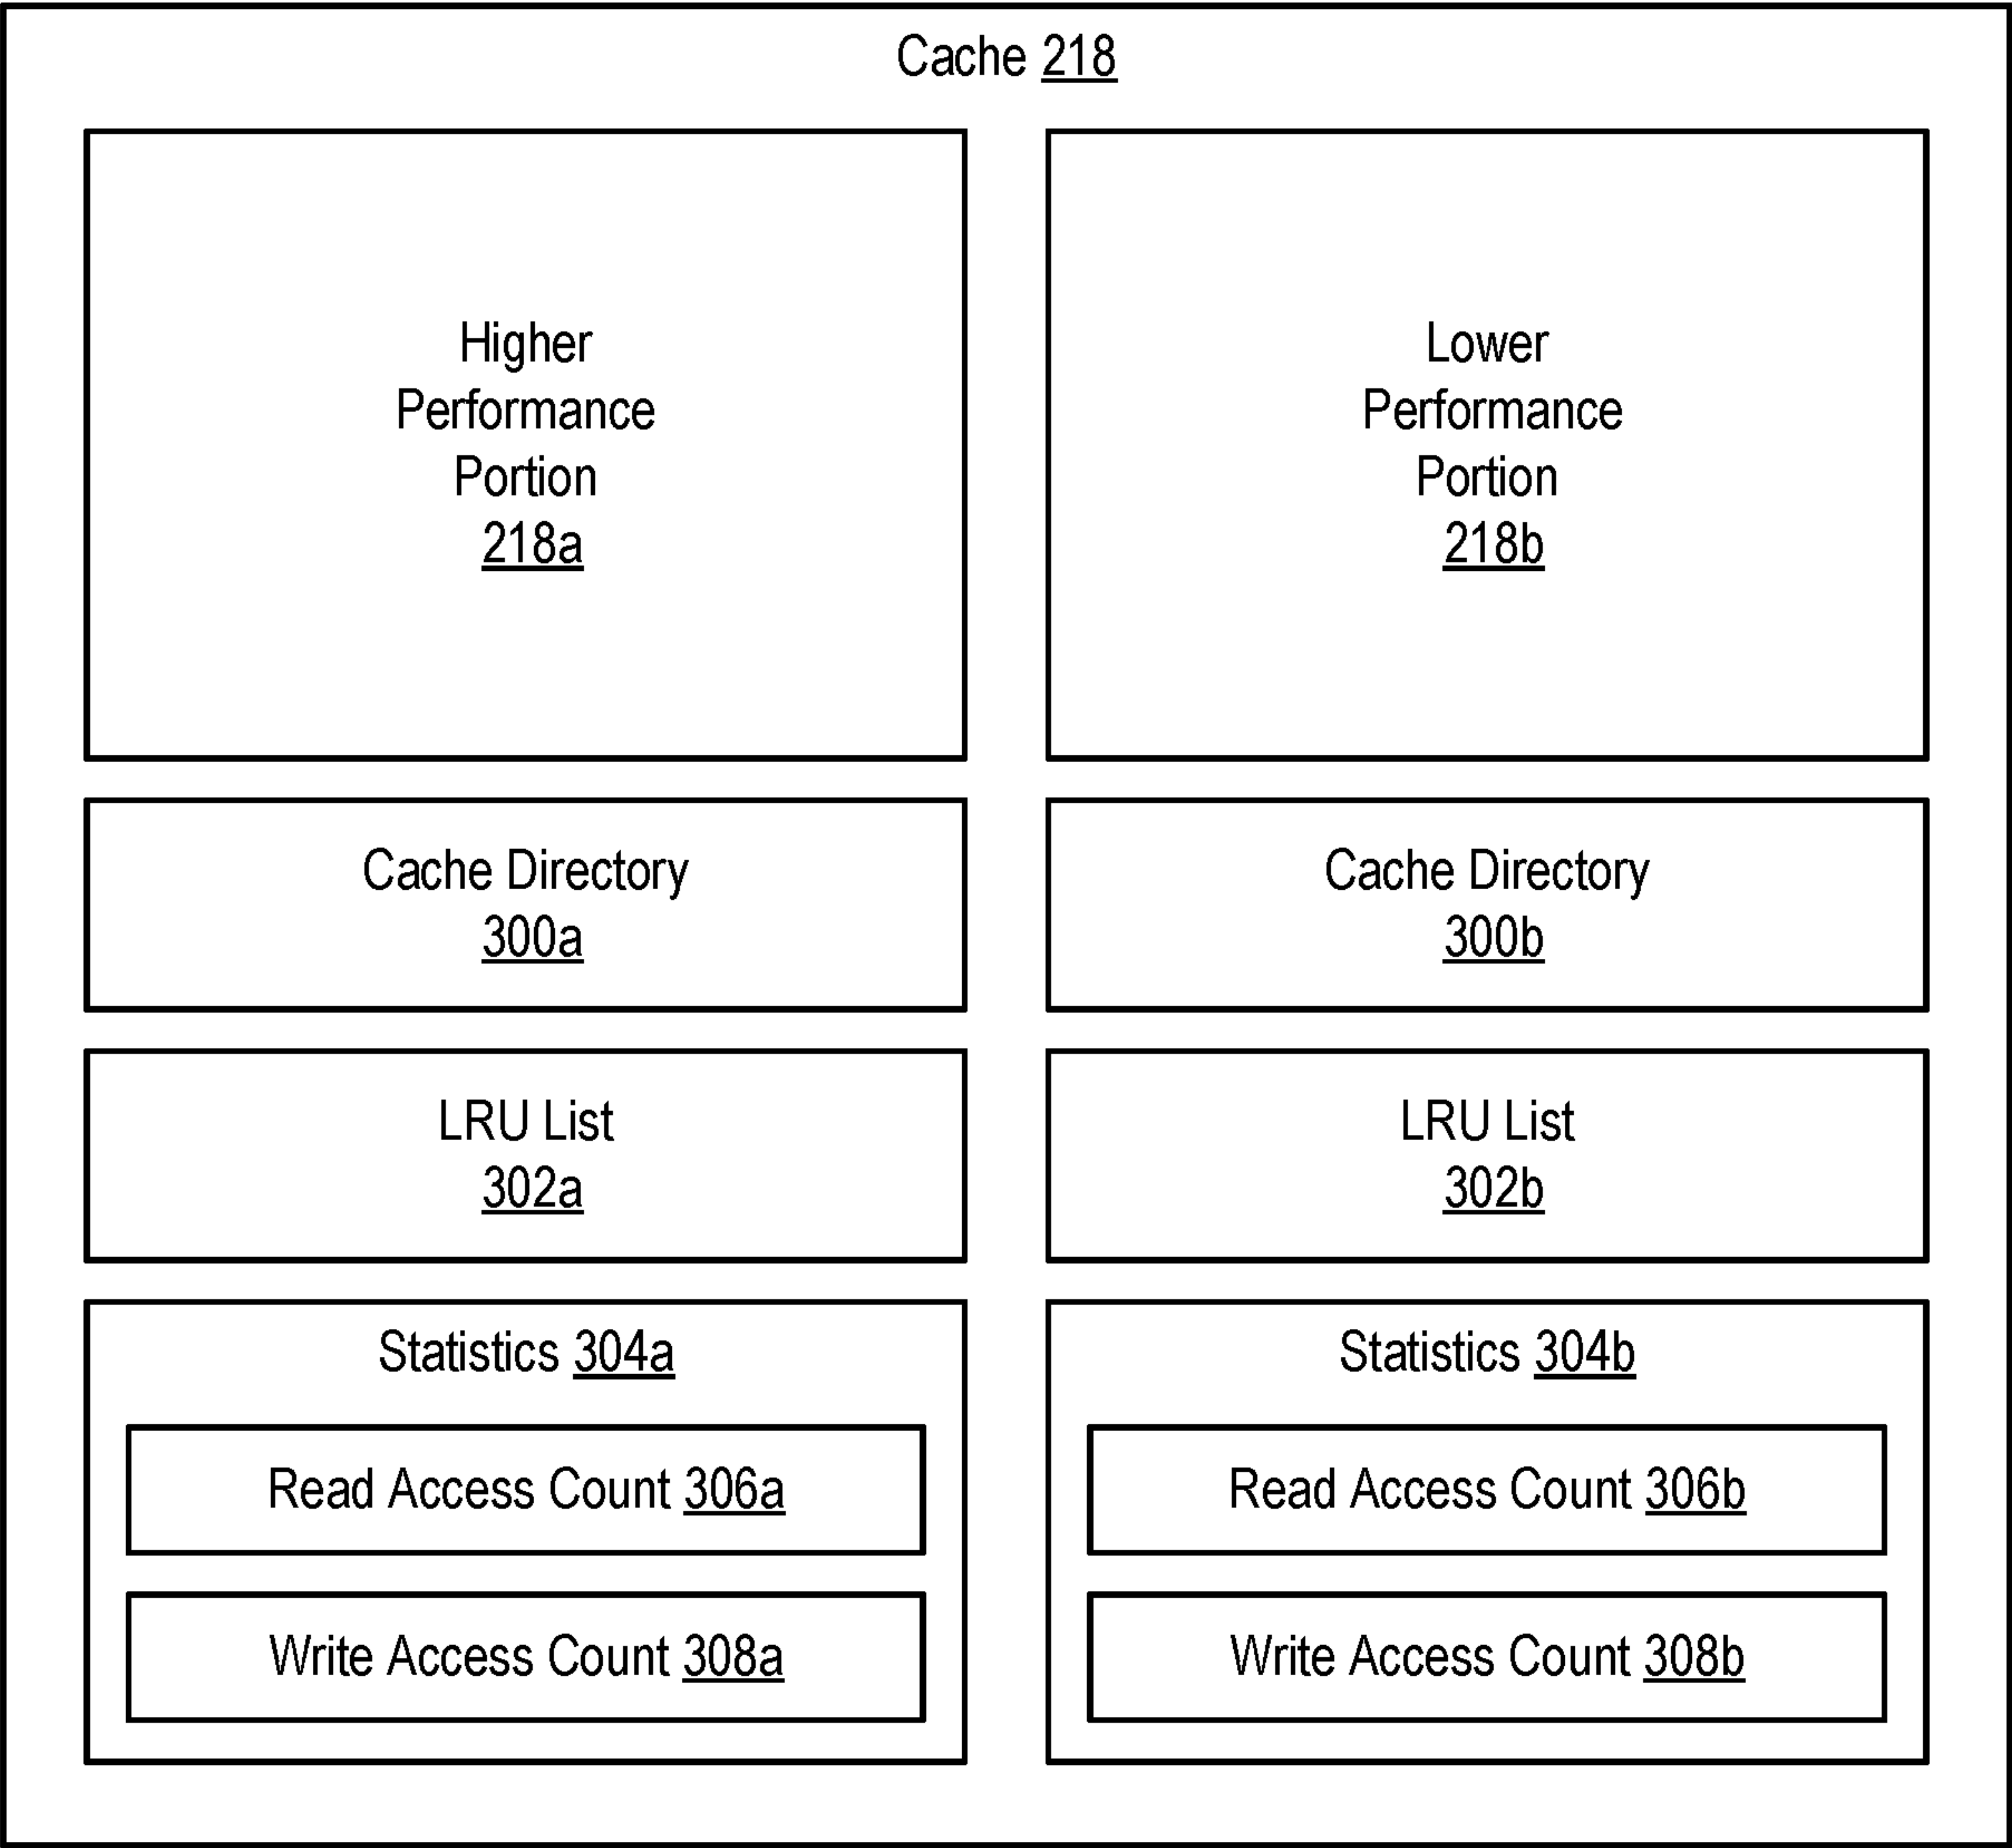 Cache 218
Higher
Performance
Portion
218a
Lower
Performance
Portion
218b
Cache Directory
300a
Cache Directory
300b
LRU List
302a
LRU List
302b
Statistics 304a
Read Access Count 306a
Write Access Count 308a
Statistics 304b
Read Access Count 306b
Write Access Count 308b